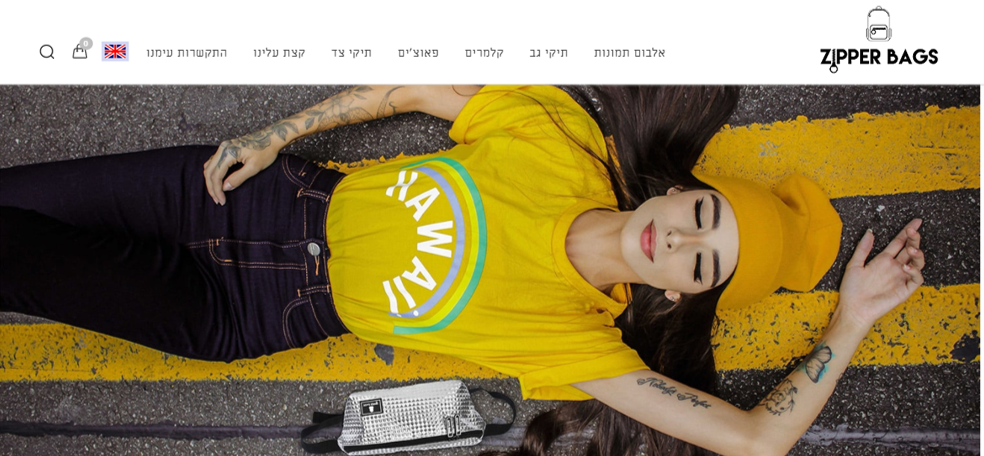 ZIPPER BAGS
אלבום תמונות
תיקי גב
קלמרים
פאוצ'ים
תיקי צד
קצת עלינו
התקשרות עימנו
0
HAWAII